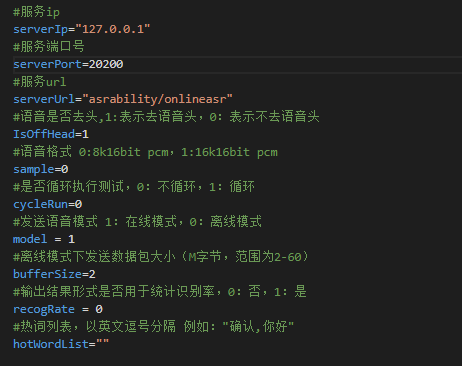 #服务ip
serverIp="127.0.0.1"
#服务端口号
serverPort=20200
#服务url
serverUrl="asrability/onlineasr"
#语音是否去头,1:表示去语音头，0: 表示不去语音头
IsOffHead=1
#语音格式 0:8k16bit pcm，1:16k16bit pcm
sample=0
#是否循环执行测试，0: 不循环，1: 循环
cycleRun=0
#发送语音模式 1: 在线模式，0: 离线模式
model = 1
#离线模式下发送数据包大小（M字节，范围为2-60）
bufferSize=2
#输出结果形式是否用于统计识别率，0: 否，1: 是
recogRate = 0
#热词列表，以英文逗号分隔 例如："确认,你好"
hotWordList=""